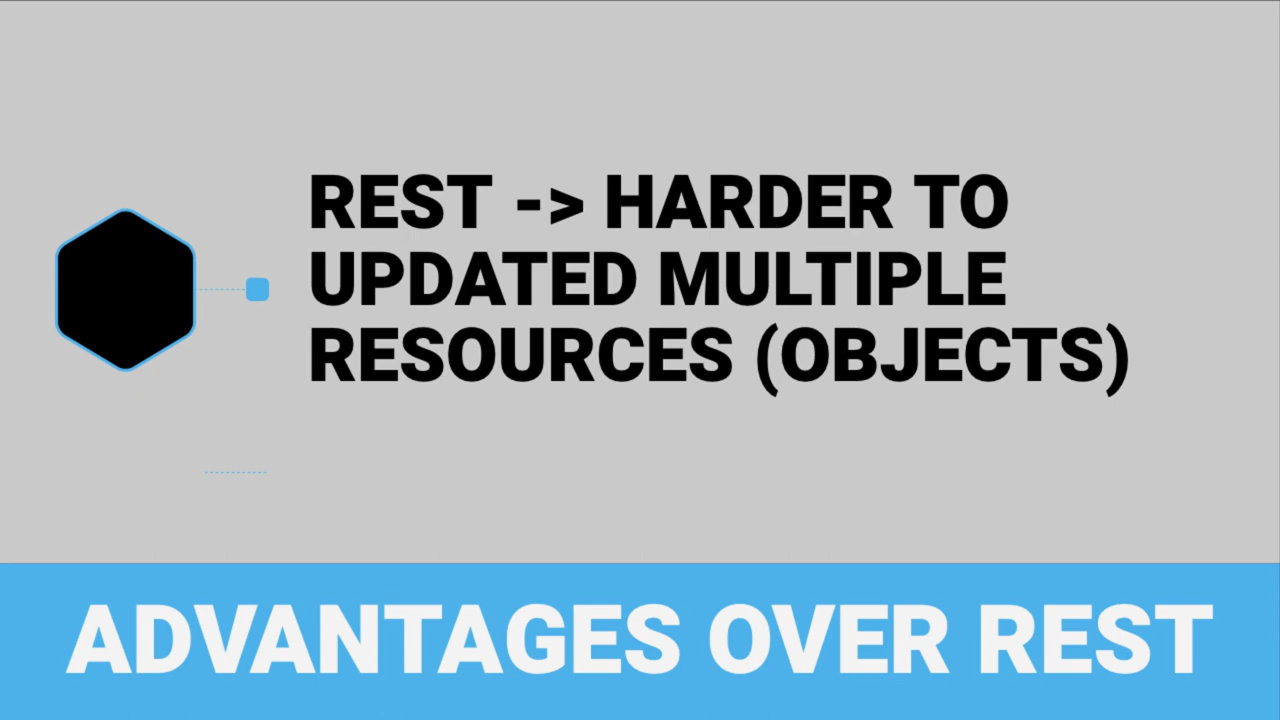 REST -> HARDER TO
UPDATED MULTIPLE
RESOURCES (OBJECTS)
ADVANTAGES OVER REST